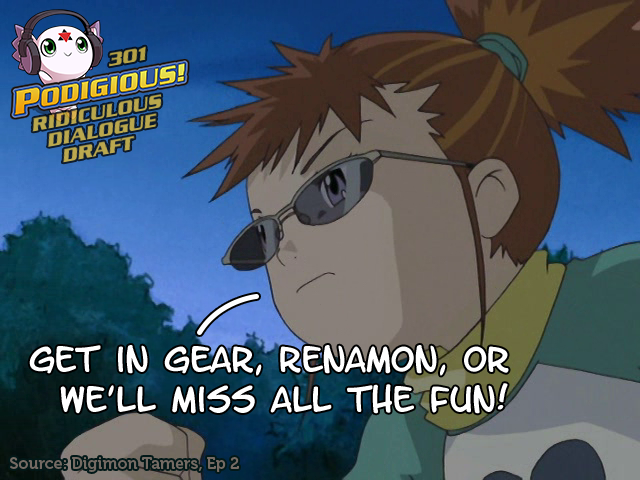 301
PODIGIOUS!
RIDICULOUS
DIALOGUE
DRAFT
GET IN GEAR, RENAMON, OR
WE'LL MISS ALL THE FUN!
Source: Digimon Tamers, Ep 2